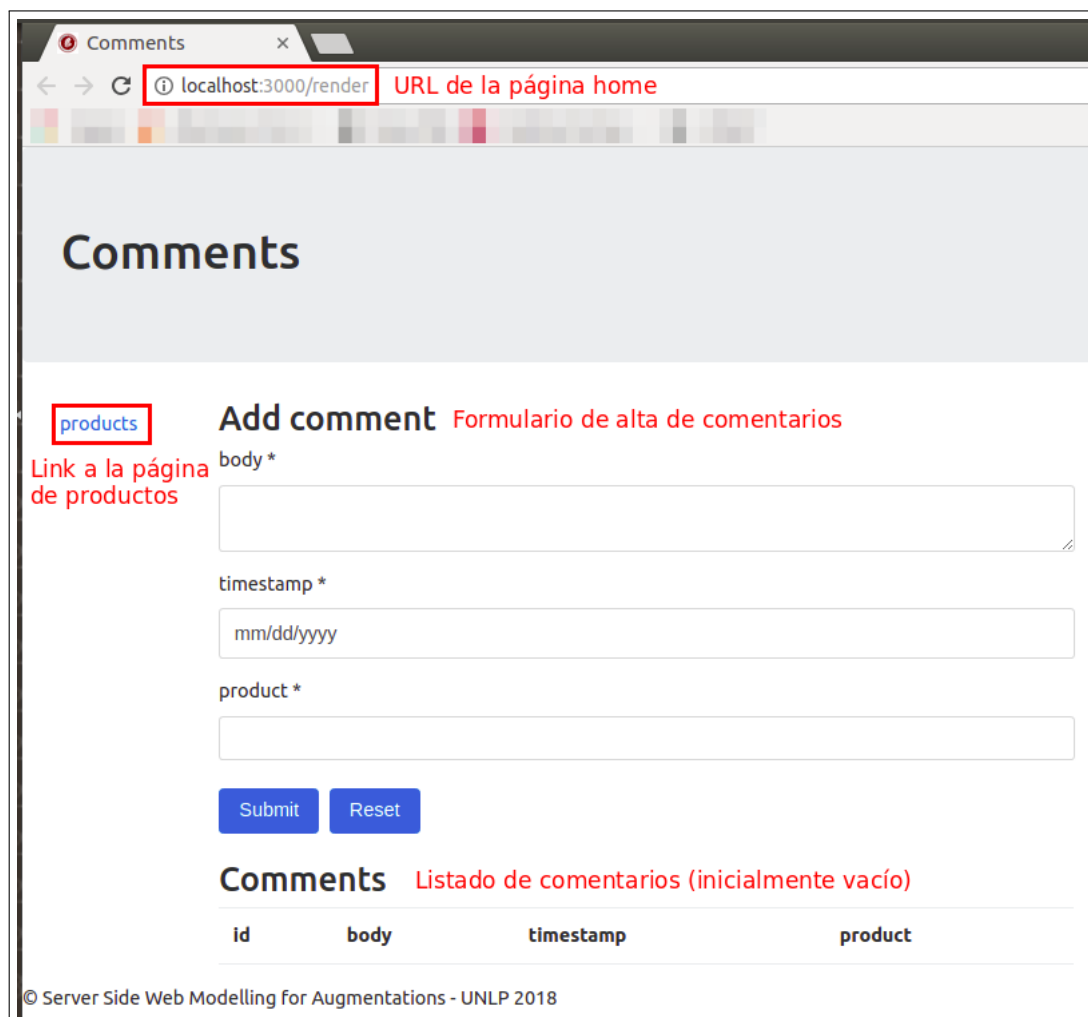 Comments
localhost:3000/render URL de la página home
Comments
products
Link a la página
de productos
Add comment Formulario de alta de comentarios
body *
timestamp *
mm/dd/yyyy
product *
Submit Reset
Comments Listado de comentarios (inicialmente vacío)
id body timestamp product
© Server Side Web Modelling for Augmentations - UNLP 2018